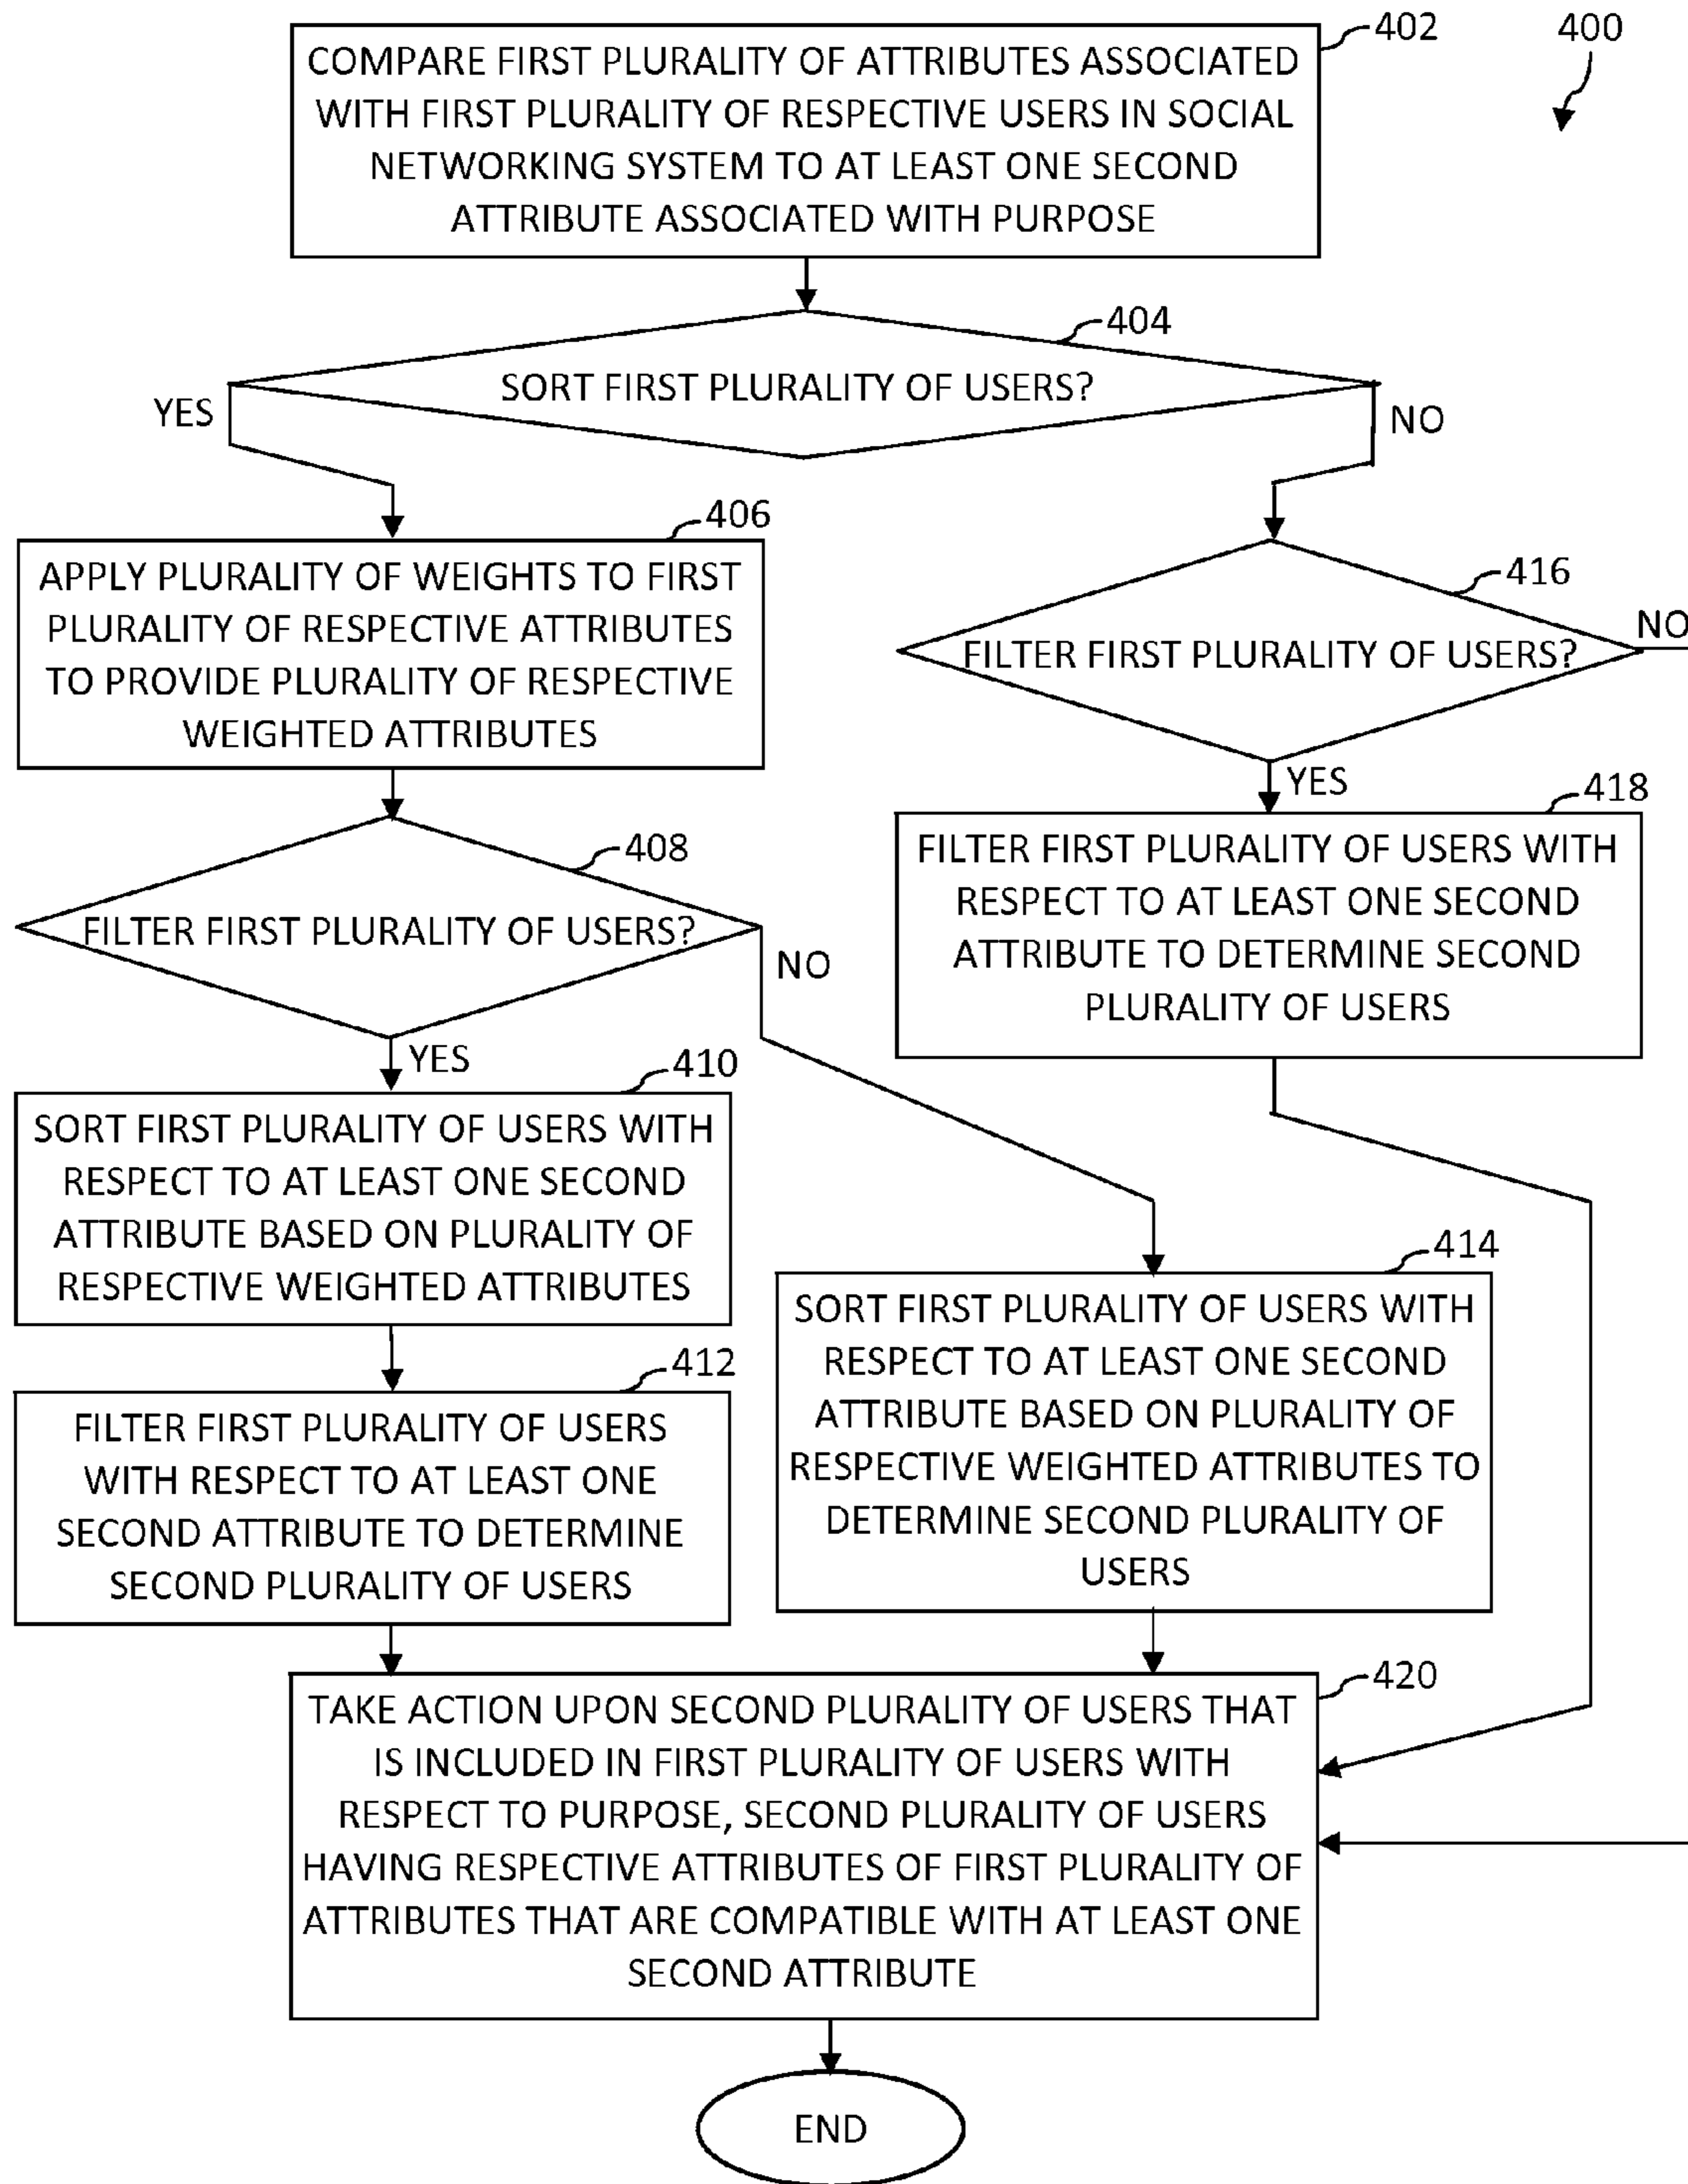 400
402
COMPARE FIRST PLURALITY OF ATTRIBUTES ASSOCIATED
WITH FIRST PLURALITY OF RESPECTIVE USERS IN SOCIAL
NETWORKING SYSTEM TO AT LEAST ONE SECOND
ATTRIBUTE ASSOCIATED WITH PURPOSE
404
SORT FIRST PLURALITY OF USERS?
YES
NO
406
APPLY PLURALITY OF WEIGHTS TO FIRST
PLURALITY OF RESPECTIVE ATTRIBUTES
TO PROVIDE PLURALITY OF RESPECTIVE
WEIGHTED ATTRIBUTES
416
FILTER FIRST PLURALITY OF USERS?
NO
YES
408
FILTER FIRST PLURALITY OF USERS?
NO
YES
418
FILTER FIRST PLURALITY OF USERS WITH
RESPECT TO AT LEAST ONE SECOND
ATTRIBUTE TO DETERMINE SECOND
PLURALITY OF USERS
410
SORT FIRST PLURALITY OF USERS WITH
RESPECT TO AT LEAST ONE SECOND
ATTRIBUTE BASED ON PLURALITY OF
RESPECTIVE WEIGHTED ATTRIBUTES
412
FILTER FIRST PLURALITY OF USERS
WITH RESPECT TO AT LEAST ONE
SECOND ATTRIBUTE TO DETERMINE
SECOND PLURALITY OF USERS
414
SORT FIRST PLURALITY OF USERS WITH
RESPECT TO AT LEAST ONE SECOND
ATTRIBUTE BASED ON PLURALITY OF
RESPECTIVE WEIGHTED ATTRIBUTES TO
DETERMINE SECOND PLURALITY OF
USERS
420
TAKE ACTION UPON SECOND PLURALITY OF USERS THAT
IS INCLUDED IN FIRST PLURALITY OF USERS WITH
RESPECT TO PURPOSE, SECOND PLURALITY OF USERS
HAVING RESPECTIVE ATTRIBUTES OF FIRST PLURALITY OF
ATTRIBUTES THAT ARE COMPATIBLE WITH AT LEAST ONE
SECOND ATTRIBUTE
END